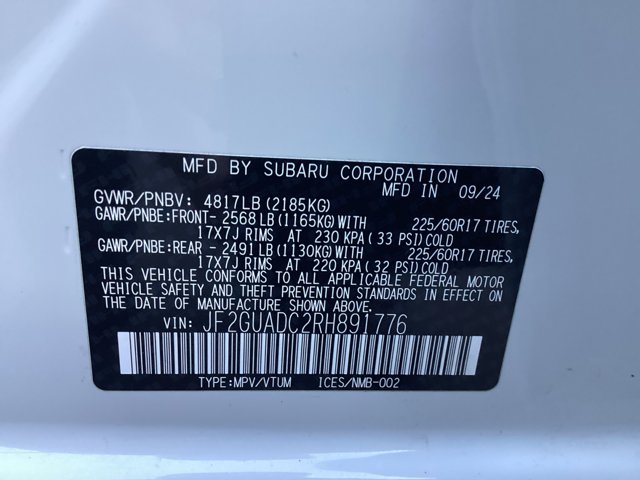 MFD BY SUBARU CORPORATION
MFD IN 09/24
GVWR/PNBV: 4817LB (2185KG)
GAWR/PNBE:FRONT- 2568 LB (1165KG) WITH 225/60R17 TIRES,
17X7J RIMS AT 230 KPA (33 PSI) COLD
GAWR/PNBE:REAR - 2491 LB (1130KG) WITH 225/60R17 TIRES,
17X7J RIMS AT 220 KPA (32 PSI) COLD
THIS VEHICLE CONFORMS TO ALL APPLICABLE FEDERAL MOTOR
VEHICLE SAFETY AND THEFT PREVENTION STANDARDS IN EFFECT ON
THE DATE OF MANUFACTURE SHOWN ABOVE.
VIN: JF2GUADC2RH891776
TYPE:MPV/VTUM ICES/NMB-002